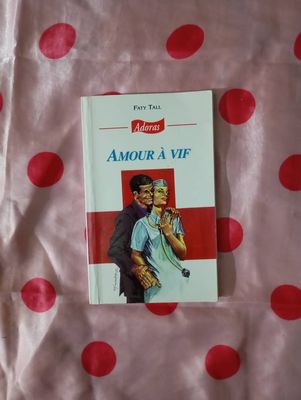 FATY TALL
Adoras
AMOUR À VIF